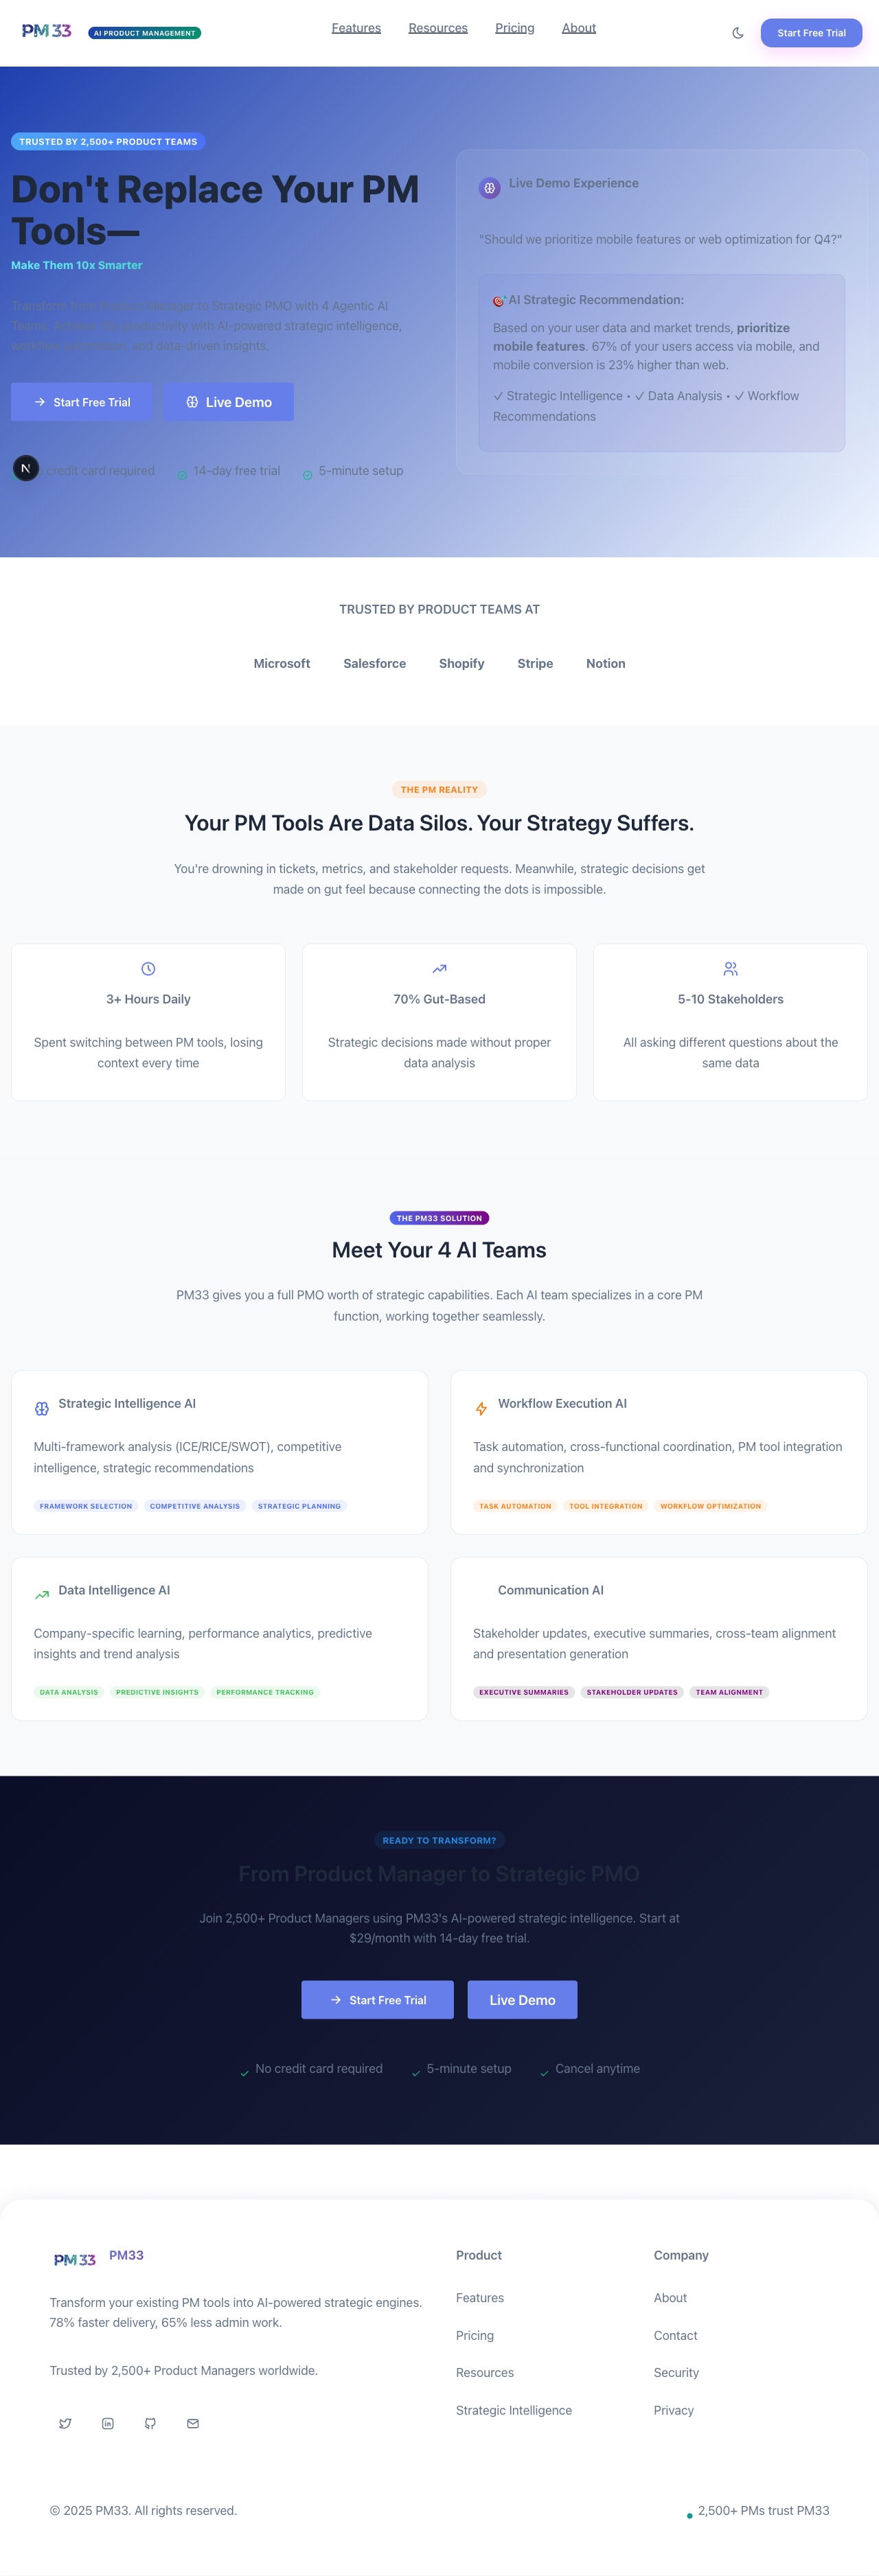 PM33
AI PRODUCT MANAGEMENT
Features
Resources
Pricing
About
Start Free Trial
TRUSTED BY 2,500+ PRODUCT TEAMS
Don't Replace Your PM
Tools—
Make Them 10x Smarter
Transform from Product Manager to Strategic PMO with 4 Agentic AI
Teams. Achieve 10x productivity with AI-powered strategic intelligence,
workflow automation, and data-driven insights.
Start Free Trial
Live Demo
credit card required
14-day free trial
5-minute setup
Live Demo Experience
"Should we prioritize mobile features or web optimization for Q4?"
🎯 AI Strategic Recommendation:
Based on your user data and market trends, prioritize
mobile features. 67% of your users access via mobile, and
mobile conversion is 23% higher than web.
✓ Strategic Intelligence • ✓ Data Analysis • ✓ Workflow
Recommendations
TRUSTED BY PRODUCT TEAMS AT
Microsoft
Salesforce
Shopify
Stripe
Notion
THE PM REALITY
Your PM Tools Are Data Silos. Your Strategy Suffers.
You're drowning in tickets, metrics, and stakeholder requests. Meanwhile, strategic decisions get
made on gut feel because connecting the dots is impossible.
3+ Hours Daily
Spent switching between PM tools, losing
context every time
70% Gut-Based
Strategic decisions made without proper
data analysis
5-10 Stakeholders
All asking different questions about the
same data
THE PM33 SOLUTION
Meet Your 4 AI Teams
PM33 gives you a full PMO worth of strategic capabilities. Each AI team specializes in a core PM
function, working together seamlessly.
Strategic Intelligence AI
Multi-framework analysis (ICE/RICE/SWOT), competitive
intelligence, strategic recommendations
FRAMEWORK SELECTION
COMPETITIVE ANALYSIS
STRATEGIC PLANNING
Workflow Execution AI
Task automation, cross-functional coordination, PM tool integration
and synchronization
TASK AUTOMATION
TOOL INTEGRATION
WORKFLOW OPTIMIZATION
Data Intelligence AI
Company-specific learning, performance analytics, predictive
insights and trend analysis
DATA ANALYSIS
PREDICTIVE INSIGHTS
PERFORMANCE TRACKING
Communication AI
Stakeholder updates, executive summaries, cross-team alignment
and presentation generation
EXECUTIVE SUMMARIES
STAKEHOLDER UPDATES
TEAM ALIGNMENT
READY TO TRANSFORM?
From Product Manager to Strategic PMO
Join 2,500+ Product Managers using PM33's AI-powered strategic intelligence. Start at
$29/month with 14-day free trial.
Start Free Trial
Live Demo
No credit card required
5-minute setup
Cancel anytime
PM33
PM33
Transform your existing PM tools into AI-powered strategic engines.
78% faster delivery, 65% less admin work.
Trusted by 2,500+ Product Managers worldwide.
Product
Features
Pricing
Resources
Strategic Intelligence
Company
About
Contact
Security
Privacy
© 2025 PM33. All rights reserved.
2,500+ PMs trust PM33